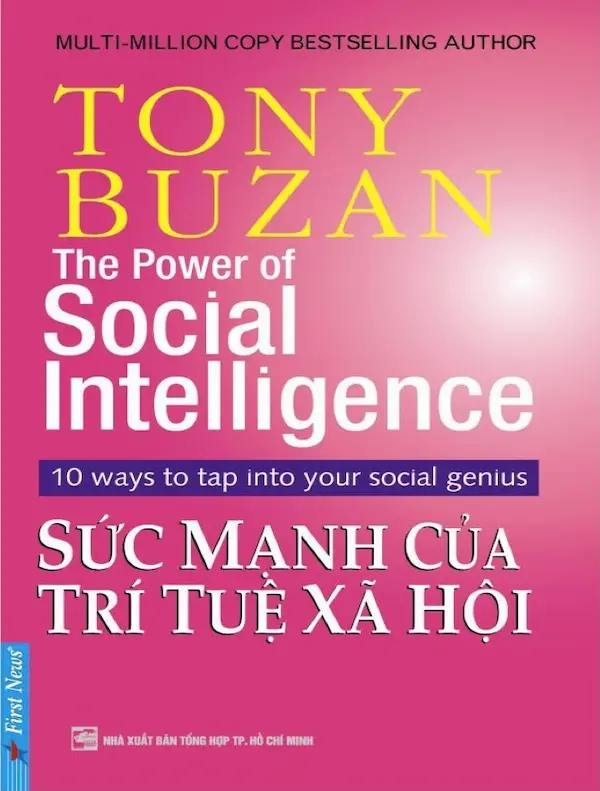 MULTI-MILLION COPY BESTSELLING AUTHOR
TONY
BUZAN
The Power of
Social
Intelligence
10 ways to tap into your social genius
SỨC MẠNH CỦA
TRÍ TUỆ XÃ HỘI
First News
NHÀ XUẤT BẢN TỔNG HỢP TP. HỒ CHÍ MINH